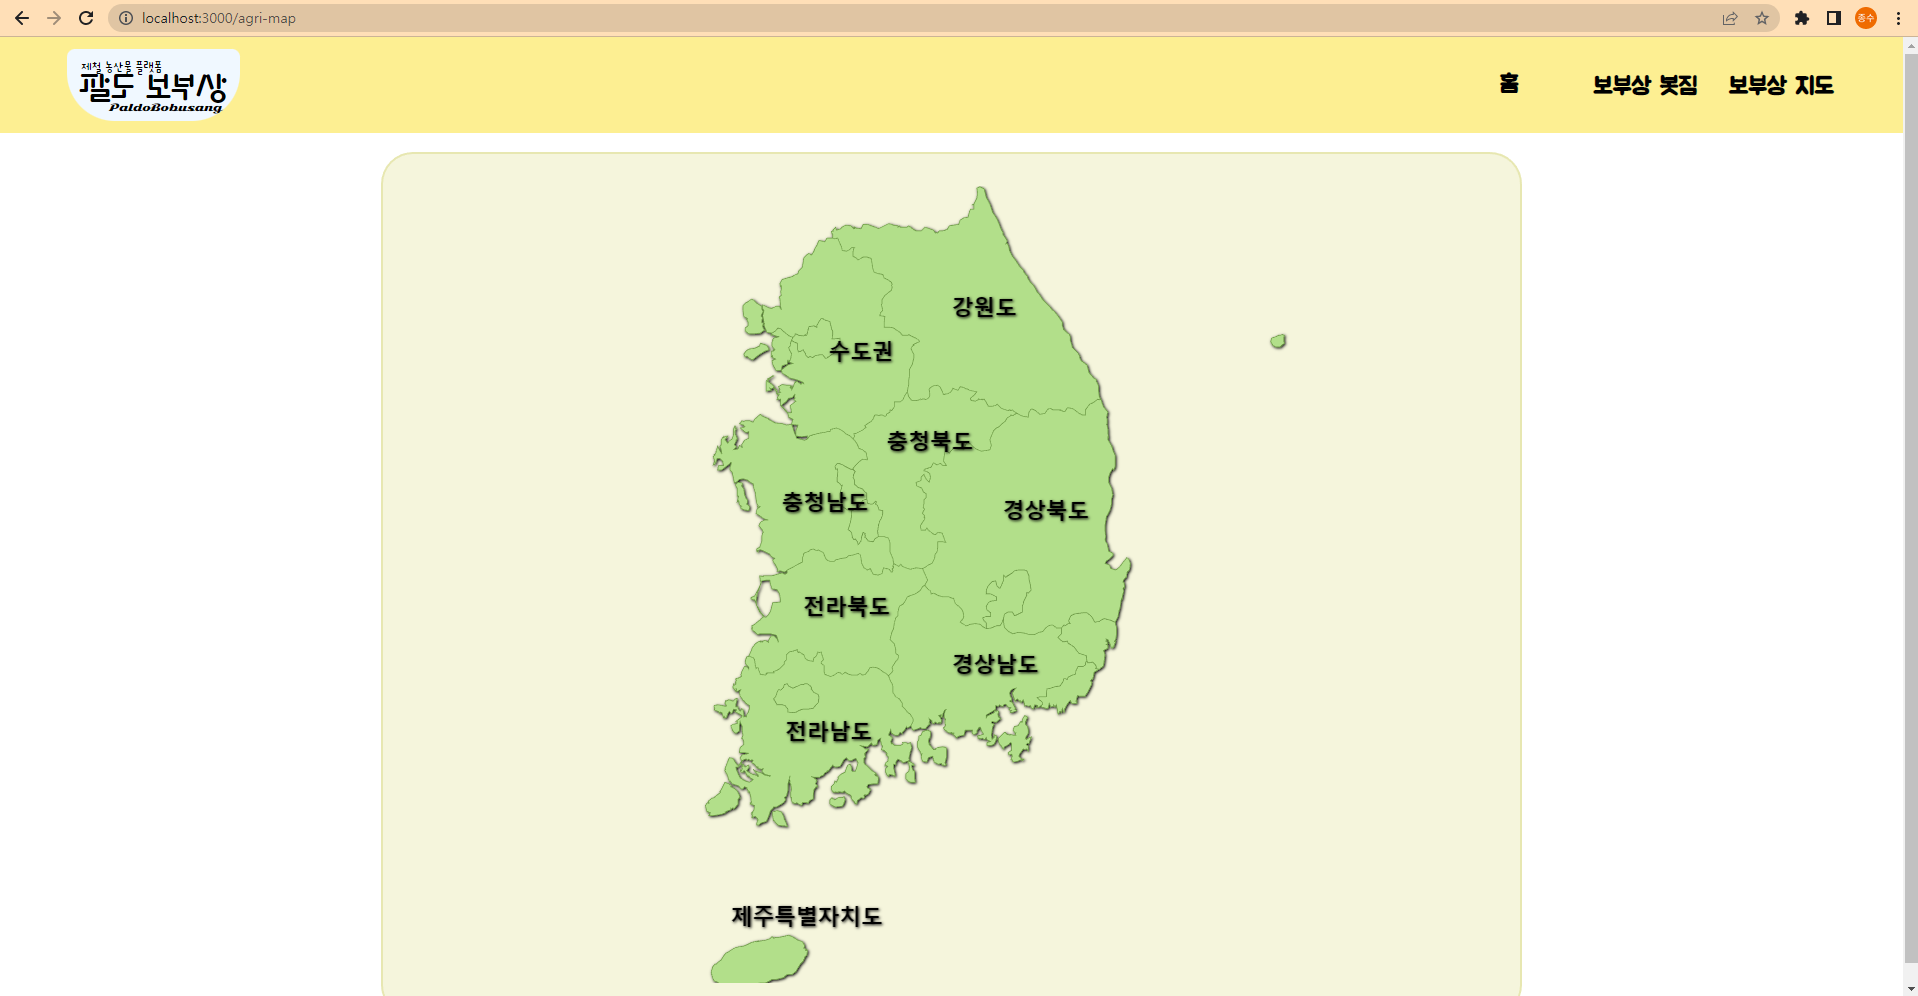 localhost:3000/agri-map
종수
제철 농산물 플랫폼
팔도 보부상
PaldoBobusang
홈
보부상 봇짐
보부상 지도
강원도
수도권
충청북도
충청남도
경상북도
전라북도
경상남도
전라남도
제주특별자치도